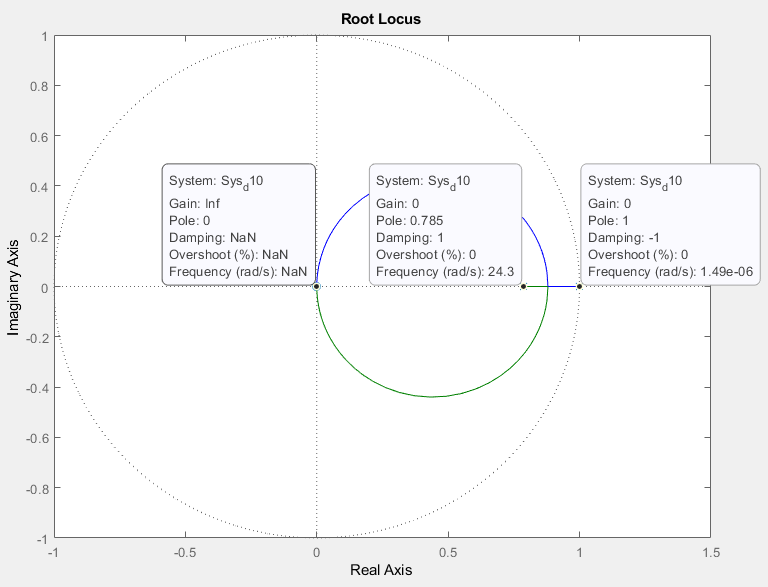 Root Locus
System: Sys_d10
Gain: Inf
Pole: 0
Damping: NaN
Overshoot (%): NaN
Frequency (rad/s): NaN
System: Sys_d10
Gain: 0
Pole: 0.785
Damping: 1
Overshoot (%): 0
Frequency (rad/s): 24.3
System: Sys_d10
Gain: 0
Pole: 1
Damping: -1
Overshoot (%): 0
Frequency (rad/s): 1.49e-06
Imaginary Axis
1
0.8
0.6
0.4
0.2
0
-0.2
-0.4
-0.6
-0.8
-1
-1
-0.5
0
0.5
1
1.5
Real Axis